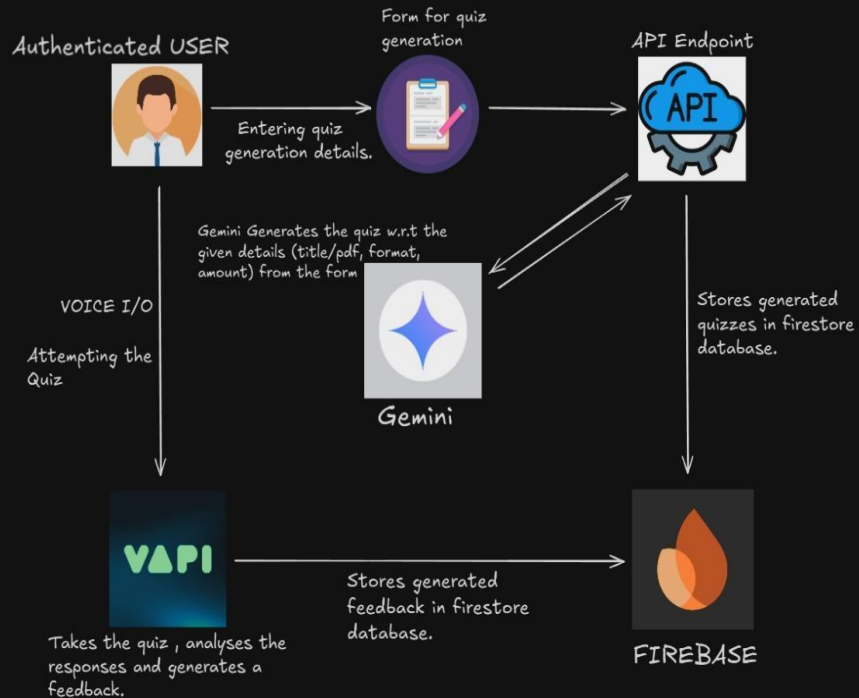 Authenticated USER
Form for quiz
generation
API Endpoint
API
Entering quiz
generation details.
Gemini Generates the quiz w.r.t the
given details (title/pdf, format,
amount) from the form
Gemini
VOICE I/O
Attempting the
Quiz
Stores generated
quizzes in firestore
database.
VAPI
Takes the quiz , analyses the
responses and generates a
feedback.
Stores generated
feedback in firestore
database.
FIREBASE